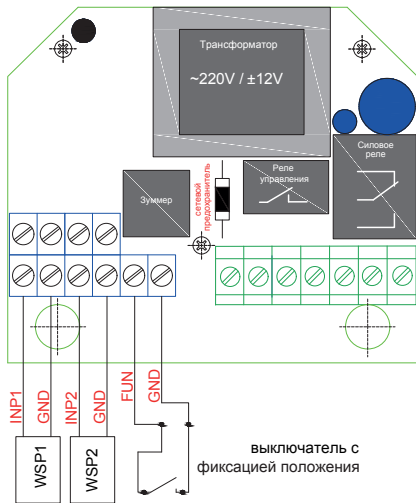 Трансформатор
~220V / ±12V
Силовое
реле
Реле
управления
сетевой
предохранитель
Зуммер
INP1
GND
INP2
GND
FUN
GND
WSP1
WSP2
выключатель с
фиксацией положения